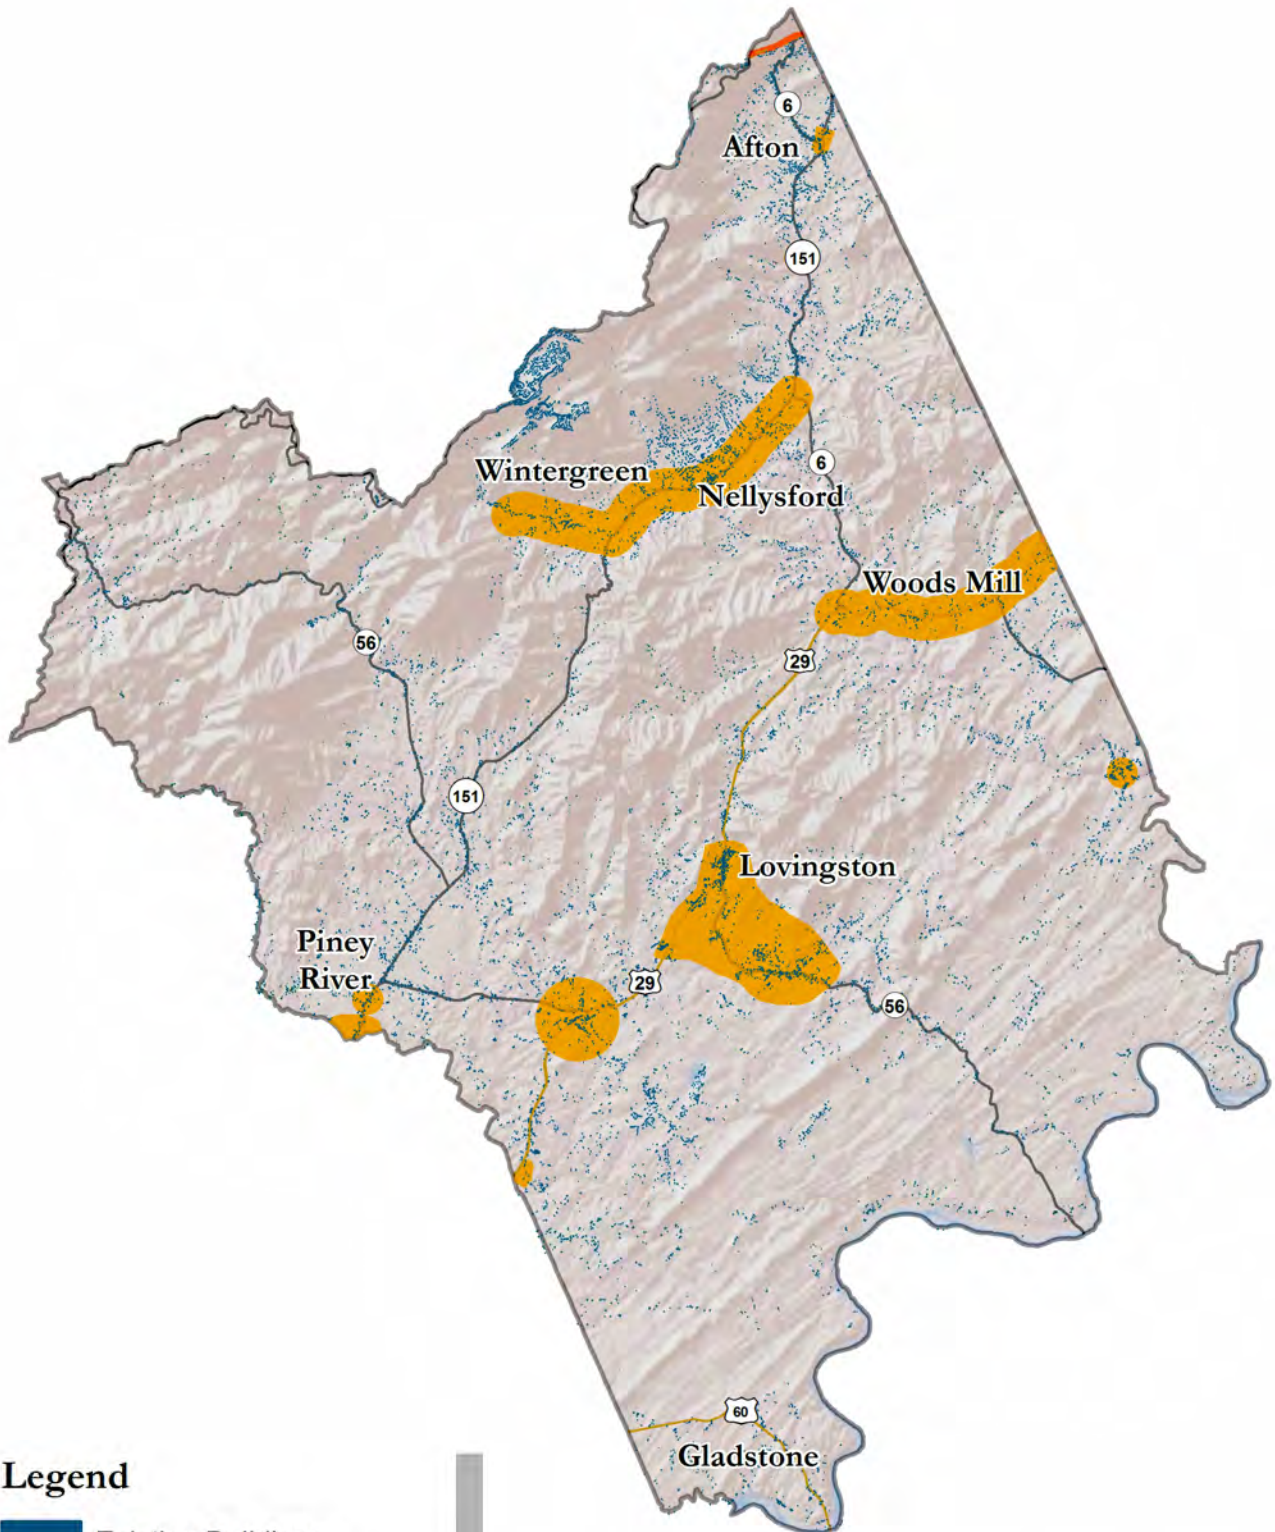 6
Afton
151
Wintergreen
6
Nellysford
Woods Mill
56
29
151
Lovingston
Piney
River
29
56
60
Gladstone
Legend